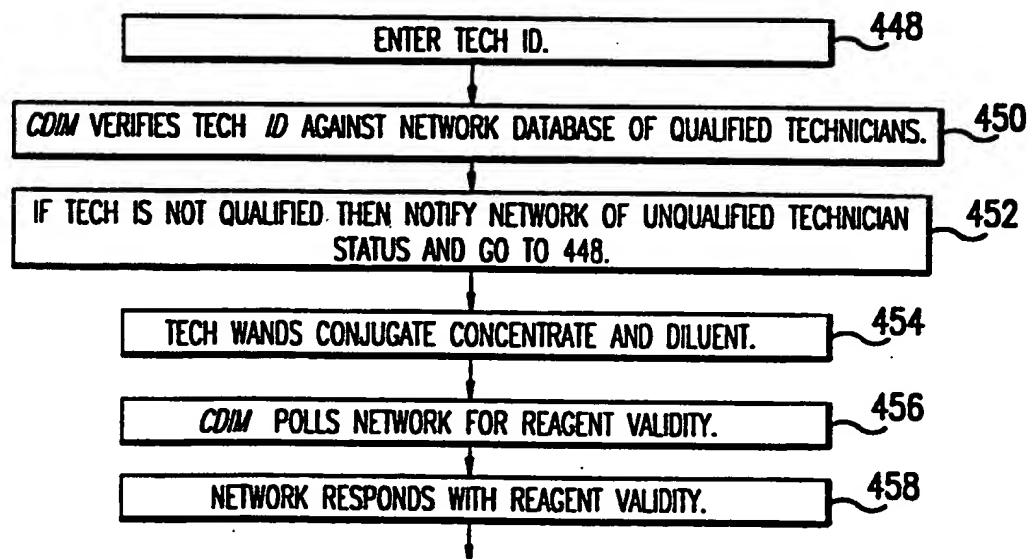 ENTER TECH ID.
448
CDIM VERIFIES TECH ID AGAINST NETWORK DATABASE OF QUALIFIED TECHNICIANS.
450
IF TECH IS NOT QUALIFIED THEN NOTIFY NETWORK OF UNQUALIFIED TECHNICIAN
STATUS AND GO TO 448.
452
TECH WANDS CONJUGATE CONCENTRATE AND DILUENT.
454
CDIM POLLS NETWORK FOR REAGENT VALIDITY.
456
NETWORK RESPONDS WITH REAGENT VALIDITY.
458